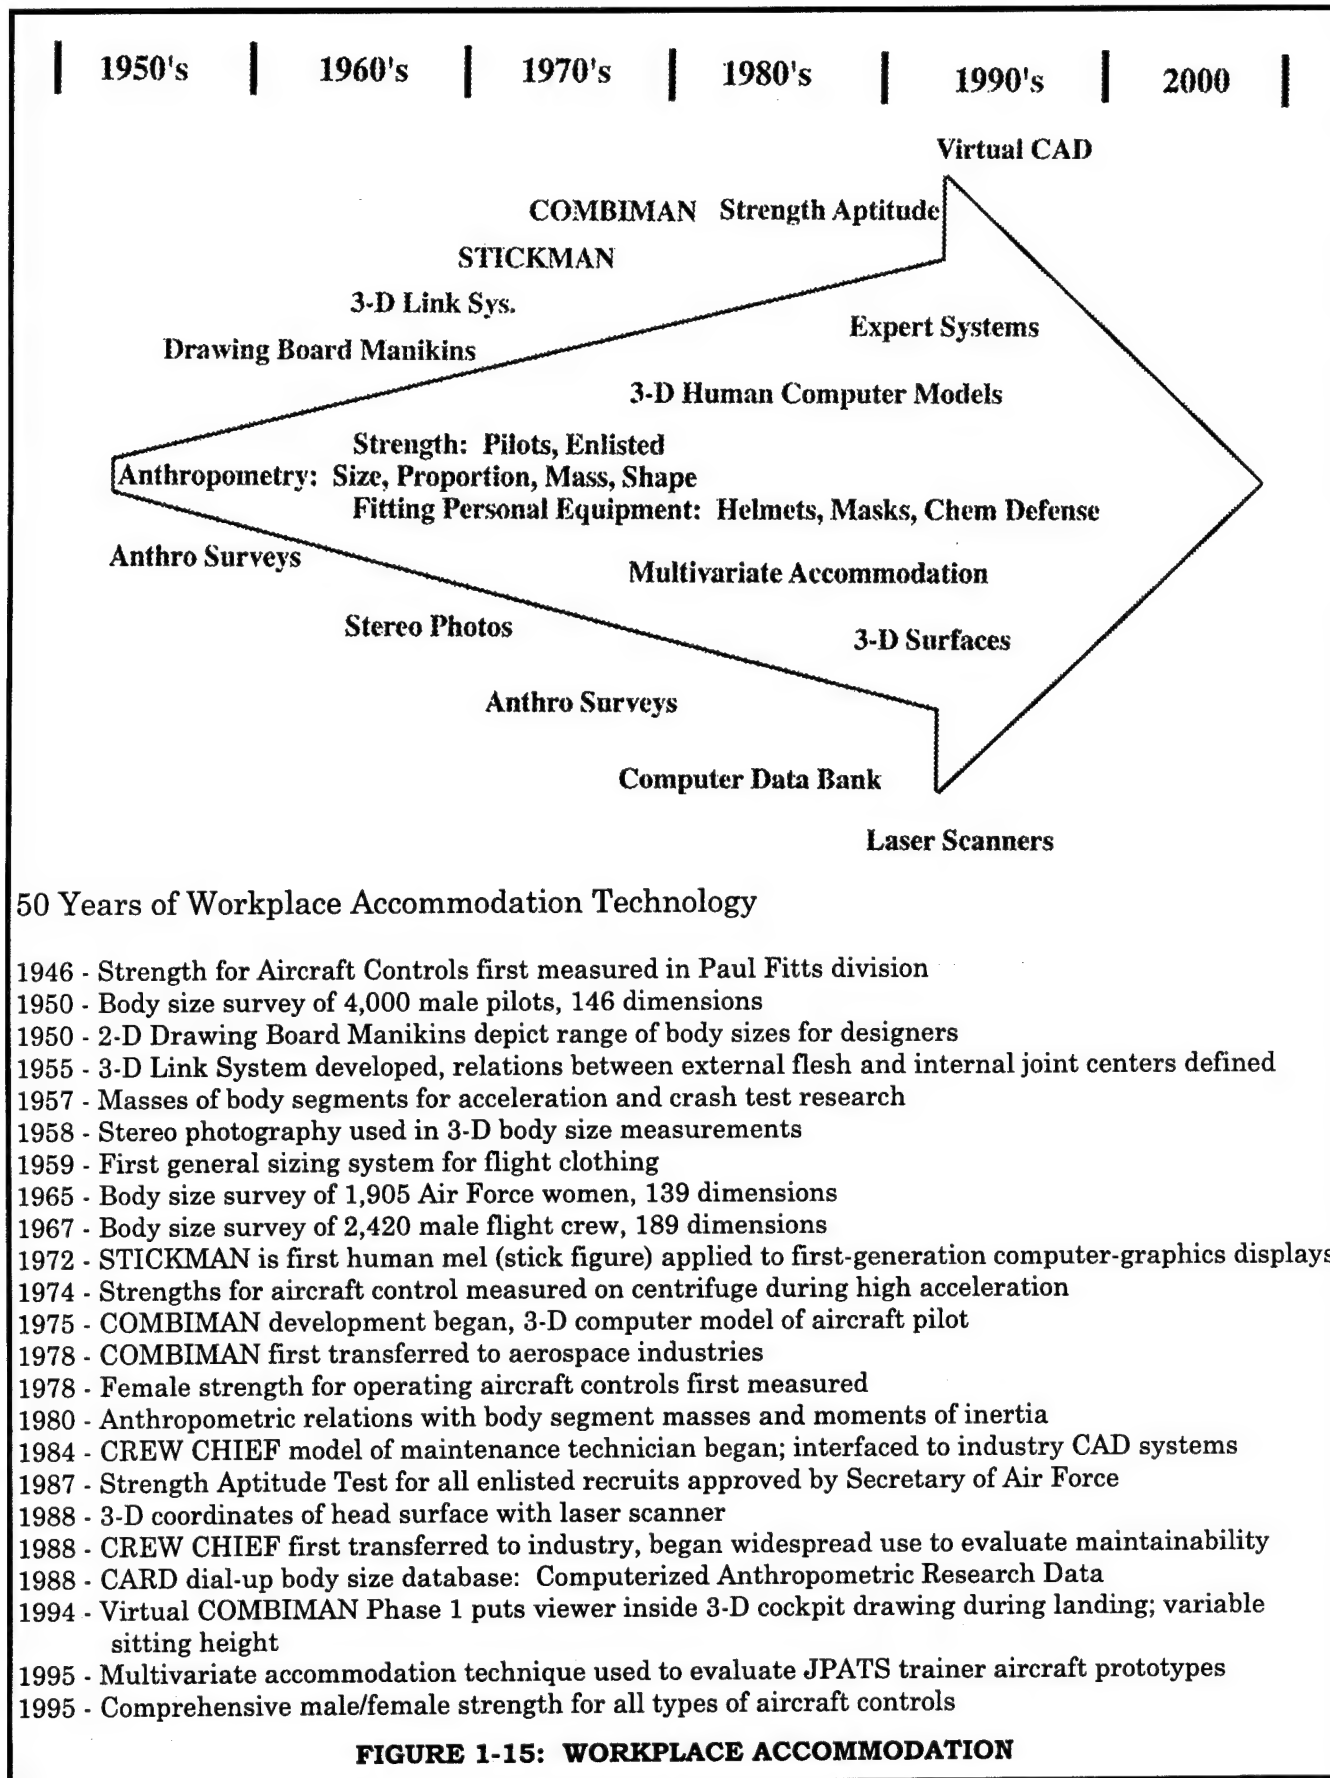 1950's 1960's 1970's 1980's 1990's 2000
Virtual CAD
COMBIMAN Strength Aptitude
STICKMAN
3-D Link Sys.
Expert Systems
Drawing Board Manikins
3-D Human Computer Models
Strength: Pilots, Enlisted
Anthropometry: Size, Proportion, Mass, Shape
Fitting Personal Equipment: Helmets, Masks, Chem Defense
Anthro Surveys
Multivariate Accommodation
Stereo Photos
3-D Surfaces
Anthro Surveys
Computer Data Bank
Laser Scanners
50 Years of Workplace Accommodation Technology
1946 - Strength for Aircraft Controls first measured in Paul Fitts division
1950 - Body size survey of 4,000 male pilots, 146 dimensions
1950 - 2-D Drawing Board Manikins depict range of body sizes for designers
1955 - 3-D Link System developed, relations between external flesh and internal joint centers defined
1957 - Masses of body segments for acceleration and crash test research
1958 - Stereo photography used in 3-D body size measurements
1959 - First general sizing system for flight clothing
1965 - Body size survey of 1,905 Air Force women, 139 dimensions
1967 - Body size survey of 2,420 male flight crew, 189 dimensions
1972 - STICKMAN is first human mel (stick figure) applied to first-generation computer-graphics displays
1974 - Strengths for aircraft control measured on centrifuge during high acceleration
1975 - COMBIMAN development began, 3-D computer model of aircraft pilot
1978 - COMBIMAN first transferred to aerospace industries
1978 - Female strength for operating aircraft controls first measured
1980 - Anthropometric relations with body segment masses and moments of inertia
1984 - CREW CHIEF model of maintenance technician began; interfaced to industry CAD systems
1987 - Strength Aptitude Test for all enlisted recruits approved by Secretary of Air Force
1988 - 3-D coordinates of head surface with laser scanner
1988 - CREW CHIEF first transferred to industry, began widespread use to evaluate maintainability
1988 - CARD dial-up body size database: Computerized Anthropometric Research Data
1994 - Virtual COMBIMAN Phase 1 puts viewer inside 3-D cockpit drawing during landing; variable
sitting height
1995 - Multivariate accommodation technique used to evaluate JPATS trainer aircraft prototypes
1995 - Comprehensive male/female strength for all types of aircraft controls
FIGURE 1-15: WORKPLACE ACCOMMODATION